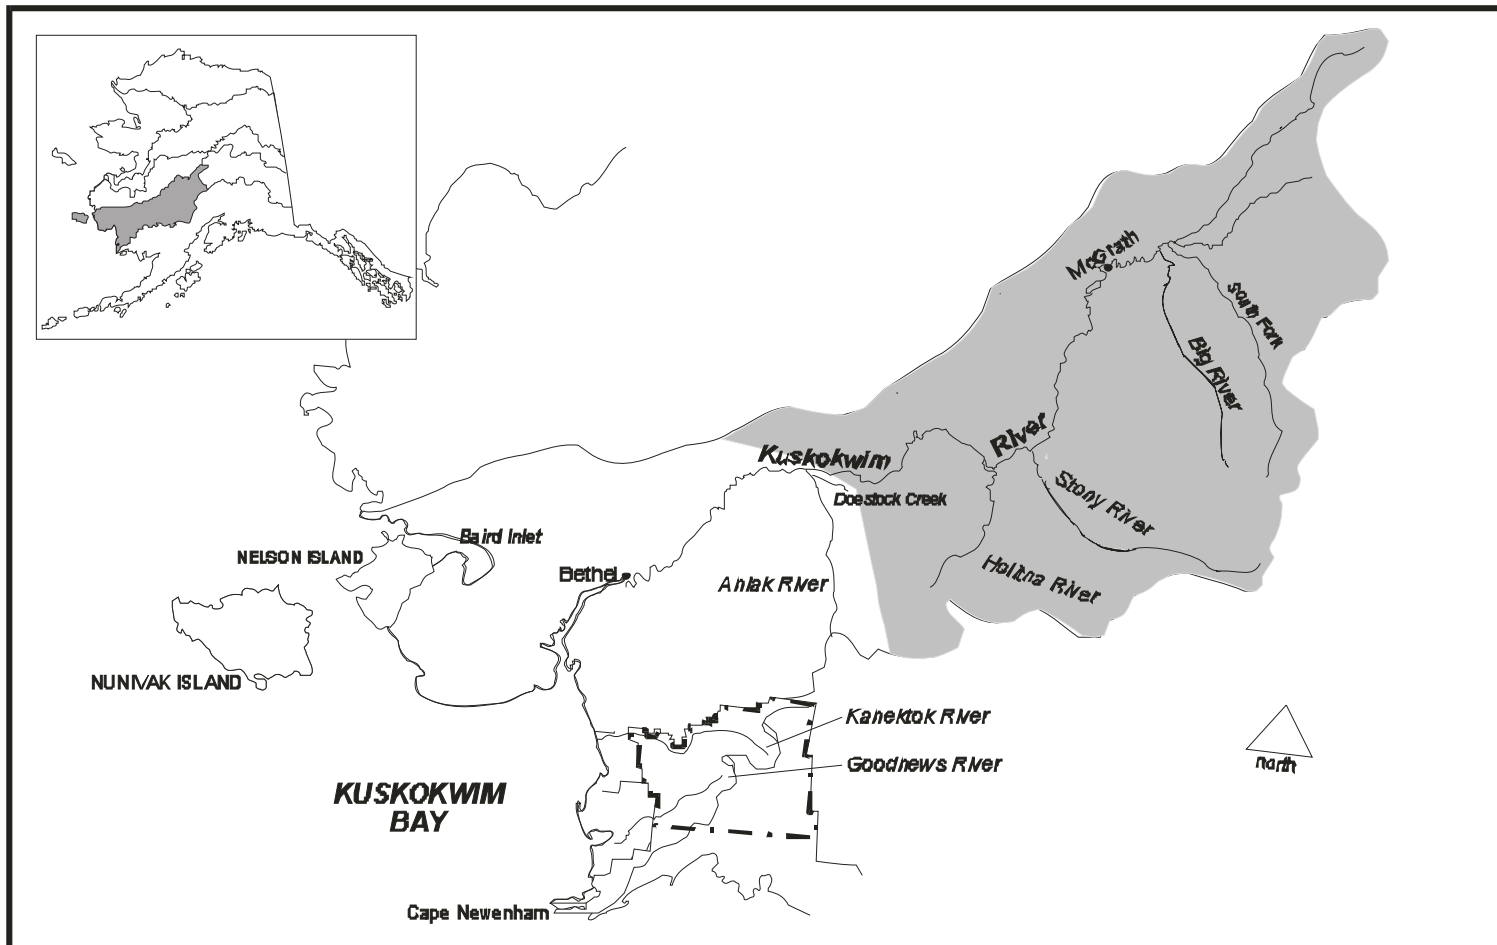 McGrath
South Fork
Big River
River
Kuskokwim
Stony River
Doestock Creek
Baird Inlet
NELSON ISLAND
Bethel
Aniak River
Holitna River
NUNIVAK ISLAND
Kanektok River
Goodnews River
north
KUSKOKWIM
BAY
Cape Newenham